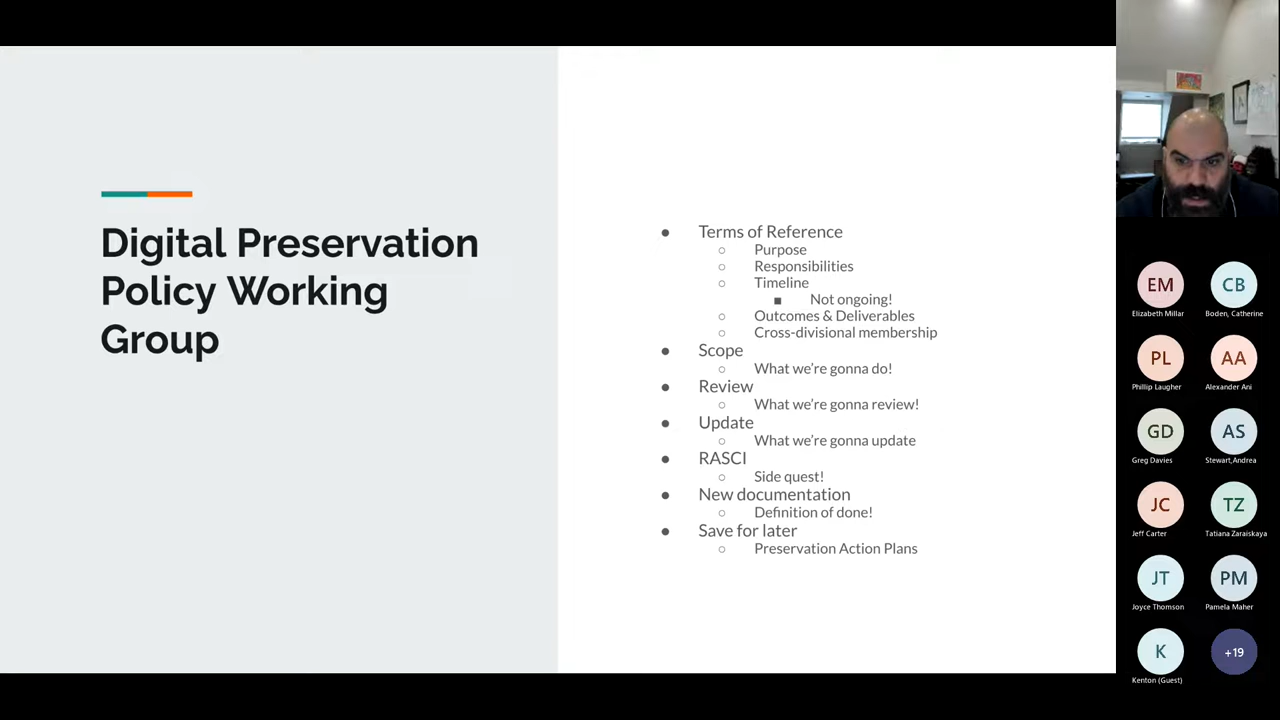 Digital Preservation
Policy Working
Group
● Terms of Reference
○ Purpose
○ Responsibilities
○ Timeline
■ Not ongoing!
○ Outcomes & Deliverables
○ Cross-divisional membership
● Scope
○ What we're gonna do!
● Review
○ What we're gonna review!
● Update
○ What we're gonna update
● RASCI
○ Side quest!
● New documentation
○ Definition of done!
● Save for later
○ Preservation Action Plans
EM CB
Elizabeth Millar Boden, Catherine
PL AA
Phillip Laugher Alexander Ani
GD AS
Greg Davies Stewart,Andrea
JC TZ
Jeff Carter Tatiana Zaraiskaya
JT PM
Joyce Thomson Pamela Maher
K +19
Kenton (Guest)